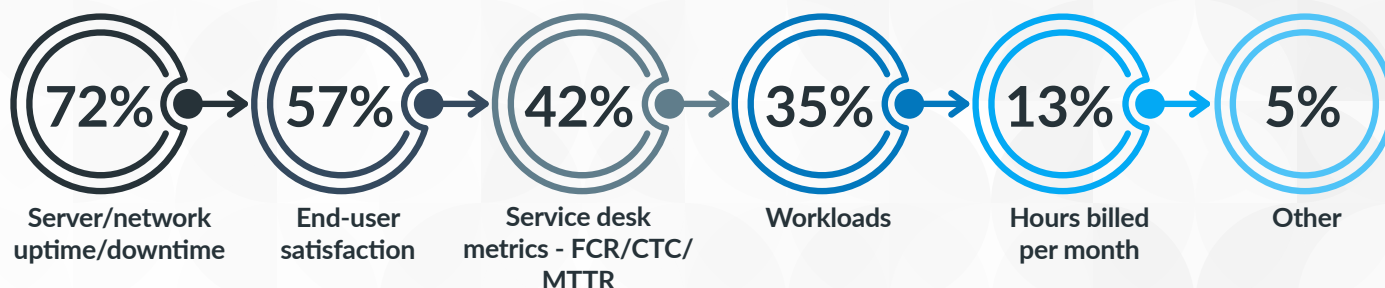 72%
57%
42%
35%
13%
5%
Server/network
uptime/downtime
End-user
satisfaction
Service desk
metrics - FCR/CTC/
MTTR
Workloads
Hours billed
per month
Other